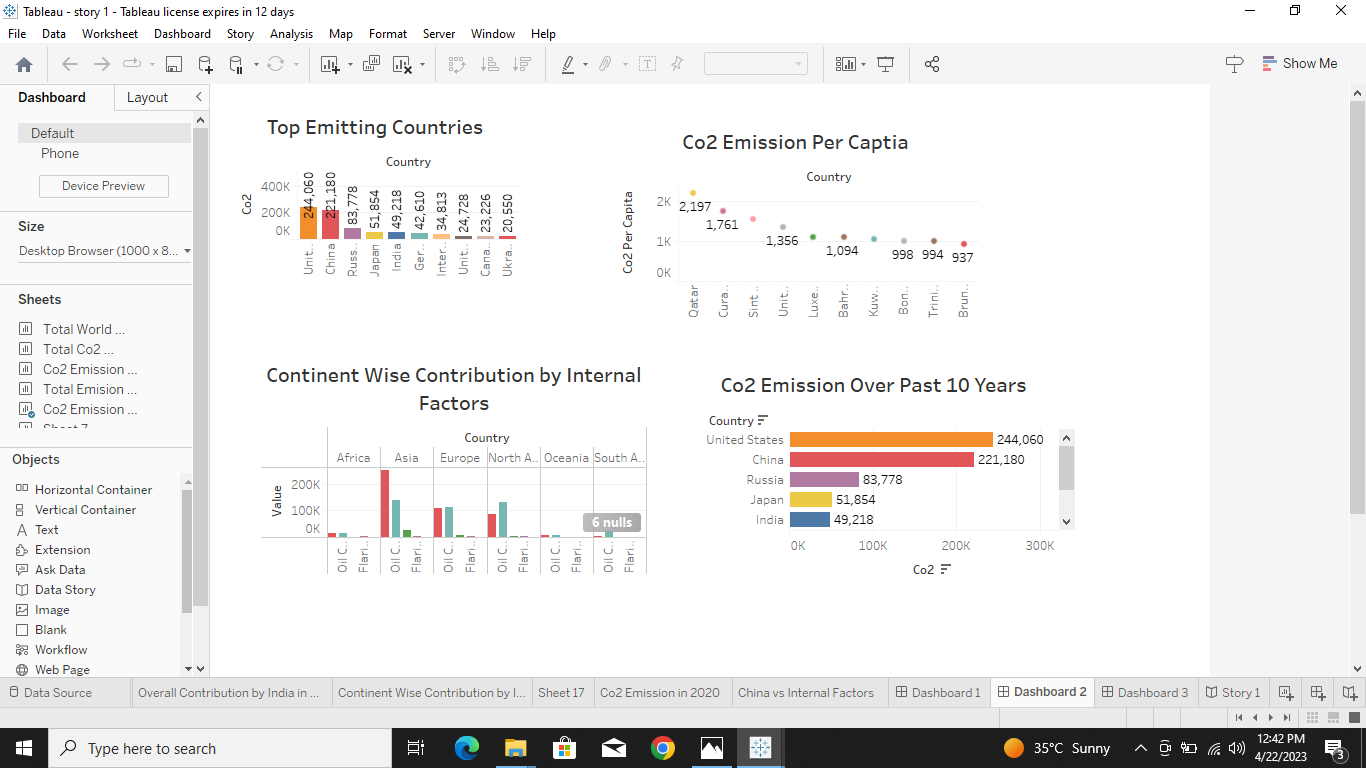 Tableau - story 1 - Tableau license expires in 12 days
File Data Worksheet Dashboard Story Analysis Map Format Server Window Help
Show Me
Dashboard Layout
Default
Phone
Device Preview
Size
Desktop Browser (1000 x 8...
Sheets
Total World ...
Total Co2 ...
Co2 Emission ...
Total Emision ...
Co2 Emission ...
Objects
Horizontal Container
Vertical Container
Text
Extension
Ask Data
Data Story
Image
Blank
Workflow
Web Page
Top Emitting Countries
Country
Co2
400K
200K
0K
244,060 221,180 83,778 51,854 49,218 42,610 34,813 24,728 23,226 20,550
Unit.. China Russ.. Japan India Ger.. Inter.. Unit.. Cana.. Ukra..
Co2 Emission Per Captia
Country
Co2 Per Capita
2K
1K
0K
2,197 1,761 1,356 1,094 998 994 937
Qatar Cura.. Sint .. Unit.. Luxe.. Bahr.. Kuw.. Bon.. Trini.. Brun..
Continent Wise Contribution by Internal
Factors
Country
Africa Asia Europe North A.. Oceania South A..
Value
200K
100K
0K
6 nulls
Oil C.. Flari.. Oil C.. Flari.. Oil C.. Flari.. Oil C.. Flari.. Oil C.. Flari.. Oil C.. Flari..
Co2 Emission Over Past 10 Years
Country
United States 244,060
China 221,180
Russia 83,778
Japan 51,854
India 49,218
0K 100K 200K 300K
Co2
Data Source Overall Contribution by India in ... Continent Wise Contribution by I... Sheet 17 Co2 Emission in 2020 China vs Internal Factors Dashboard 1 Dashboard 2 Dashboard 3 Story 1
Type here to search
35°C Sunny
12:42 PM
4/22/2023
3